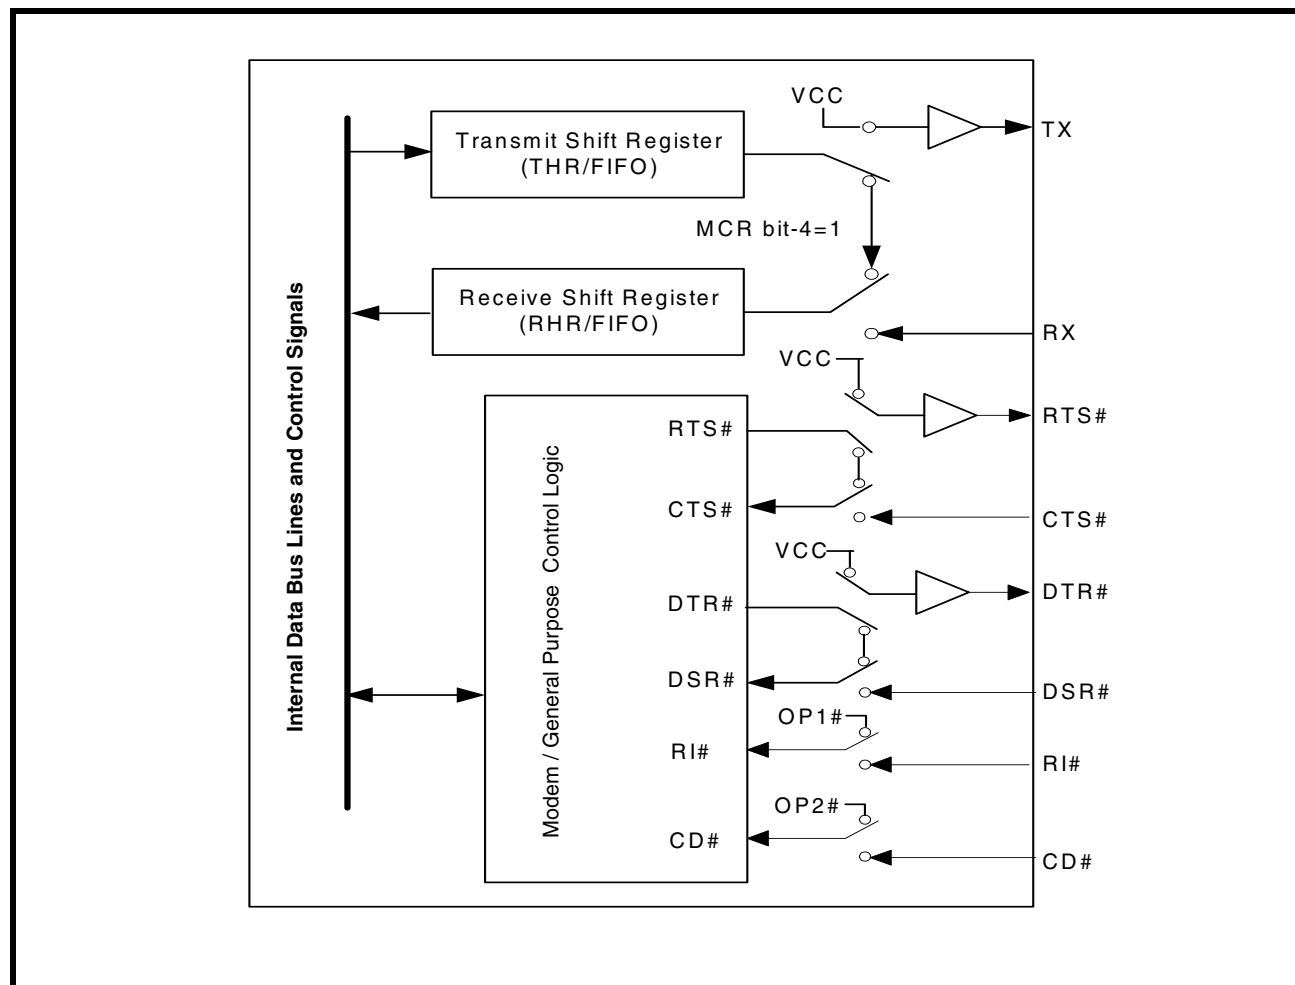 VCC
TX
Transmit Shift Register
(THR/FIFO)
MCR bit-4=1
Receive Shift Register
(RHR/FIFO)
RX
VCC
RTS#
RTS#
CTS#
CTS#
VCC
DTR#
DTR#
DSR#
DSR#
OP1#
RI#
RI#
OP2#
CD#
CD#
Internal Data Bus Lines and Control Signals
Modem / General Purpose Control Logic